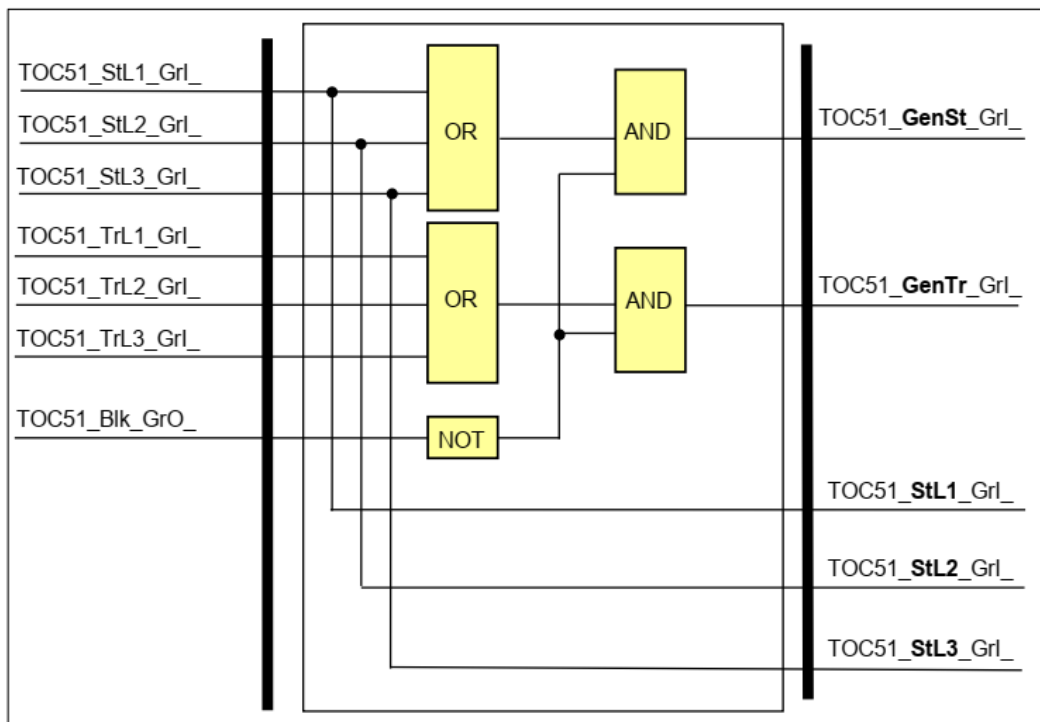 TOC51_StL1_GrI_
TOC51_StL2_GrI_
TOC51_StL3_GrI_
TOC51_TrL1_GrI_
TOC51_TrL2_GrI_
TOC51_TrL3_GrI_
TOC51_Blk_GrO_
OR
OR
NOT
AND
AND
TOC51_GenSt_GrI_
TOC51_GenTr_GrI_
TOC51_StL1_GrI_
TOC51_StL2_GrI_
TOC51_StL3_GrI_